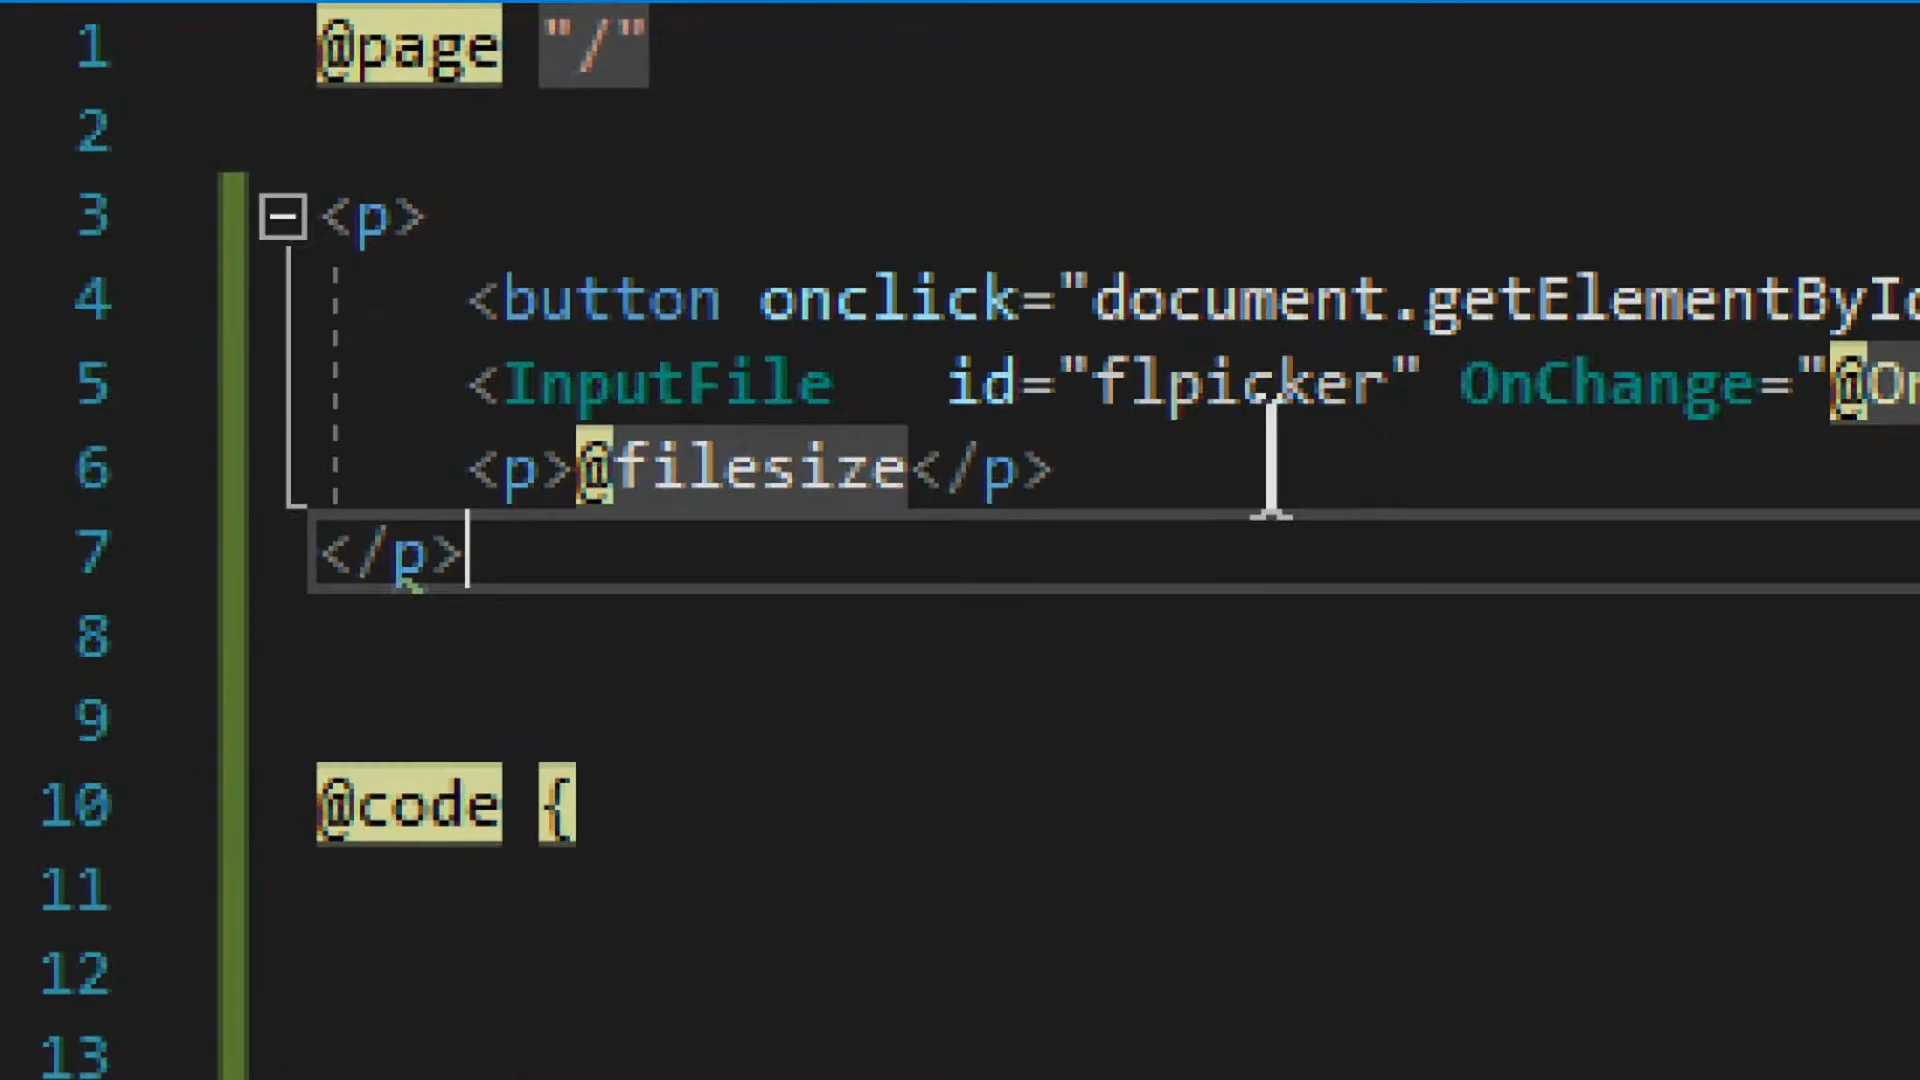 1 @page "/"
2
3 <p>
4 <button onclick="document.getElementById
5 <InputFile id="flpicker" OnChange="@On
6 <p>@filesize</p>
7 </p>
8
9
10 @code {
11
12
13